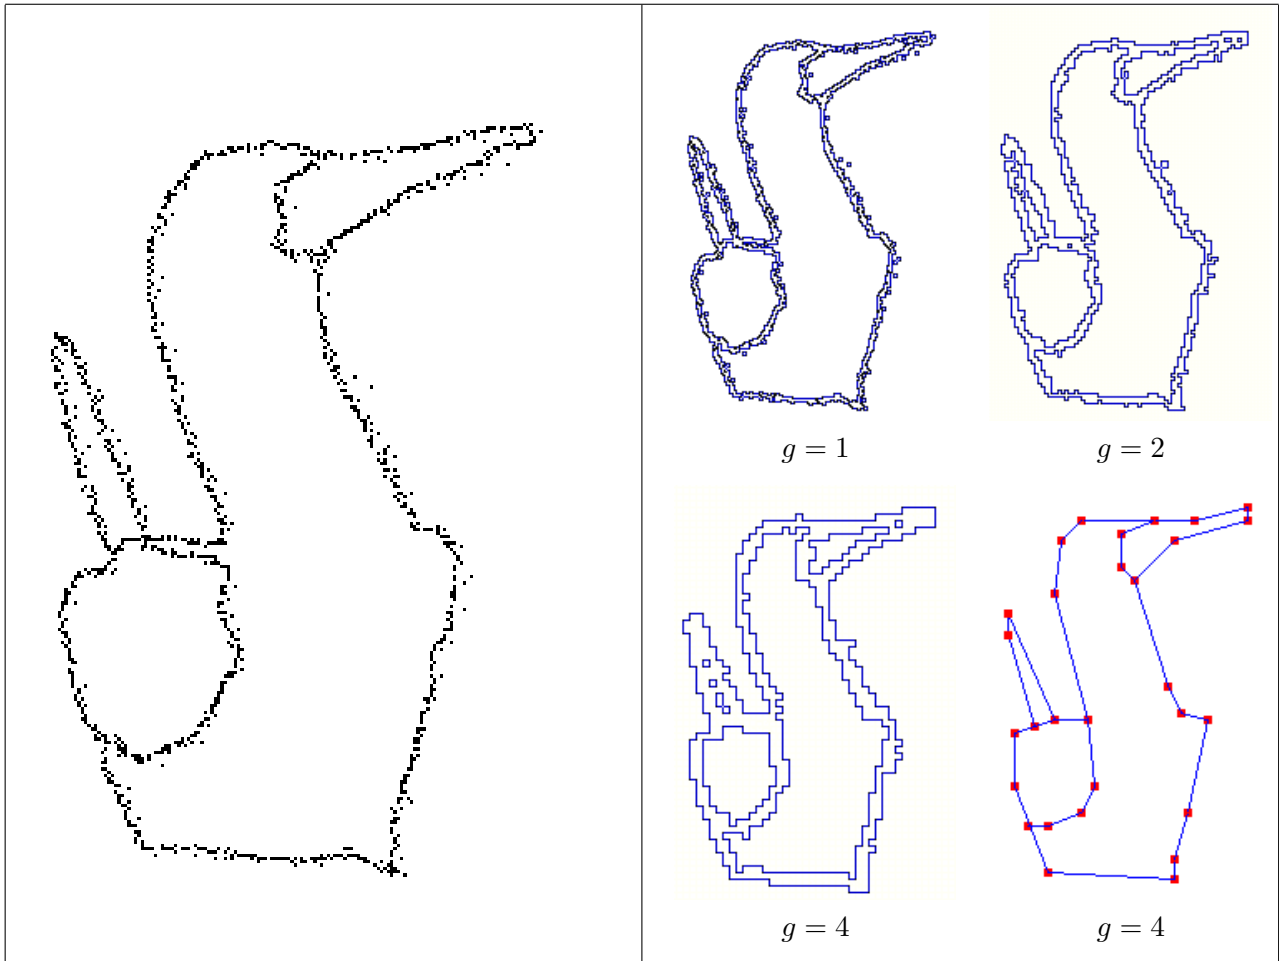 g = 1
g = 2
g = 4
g = 4